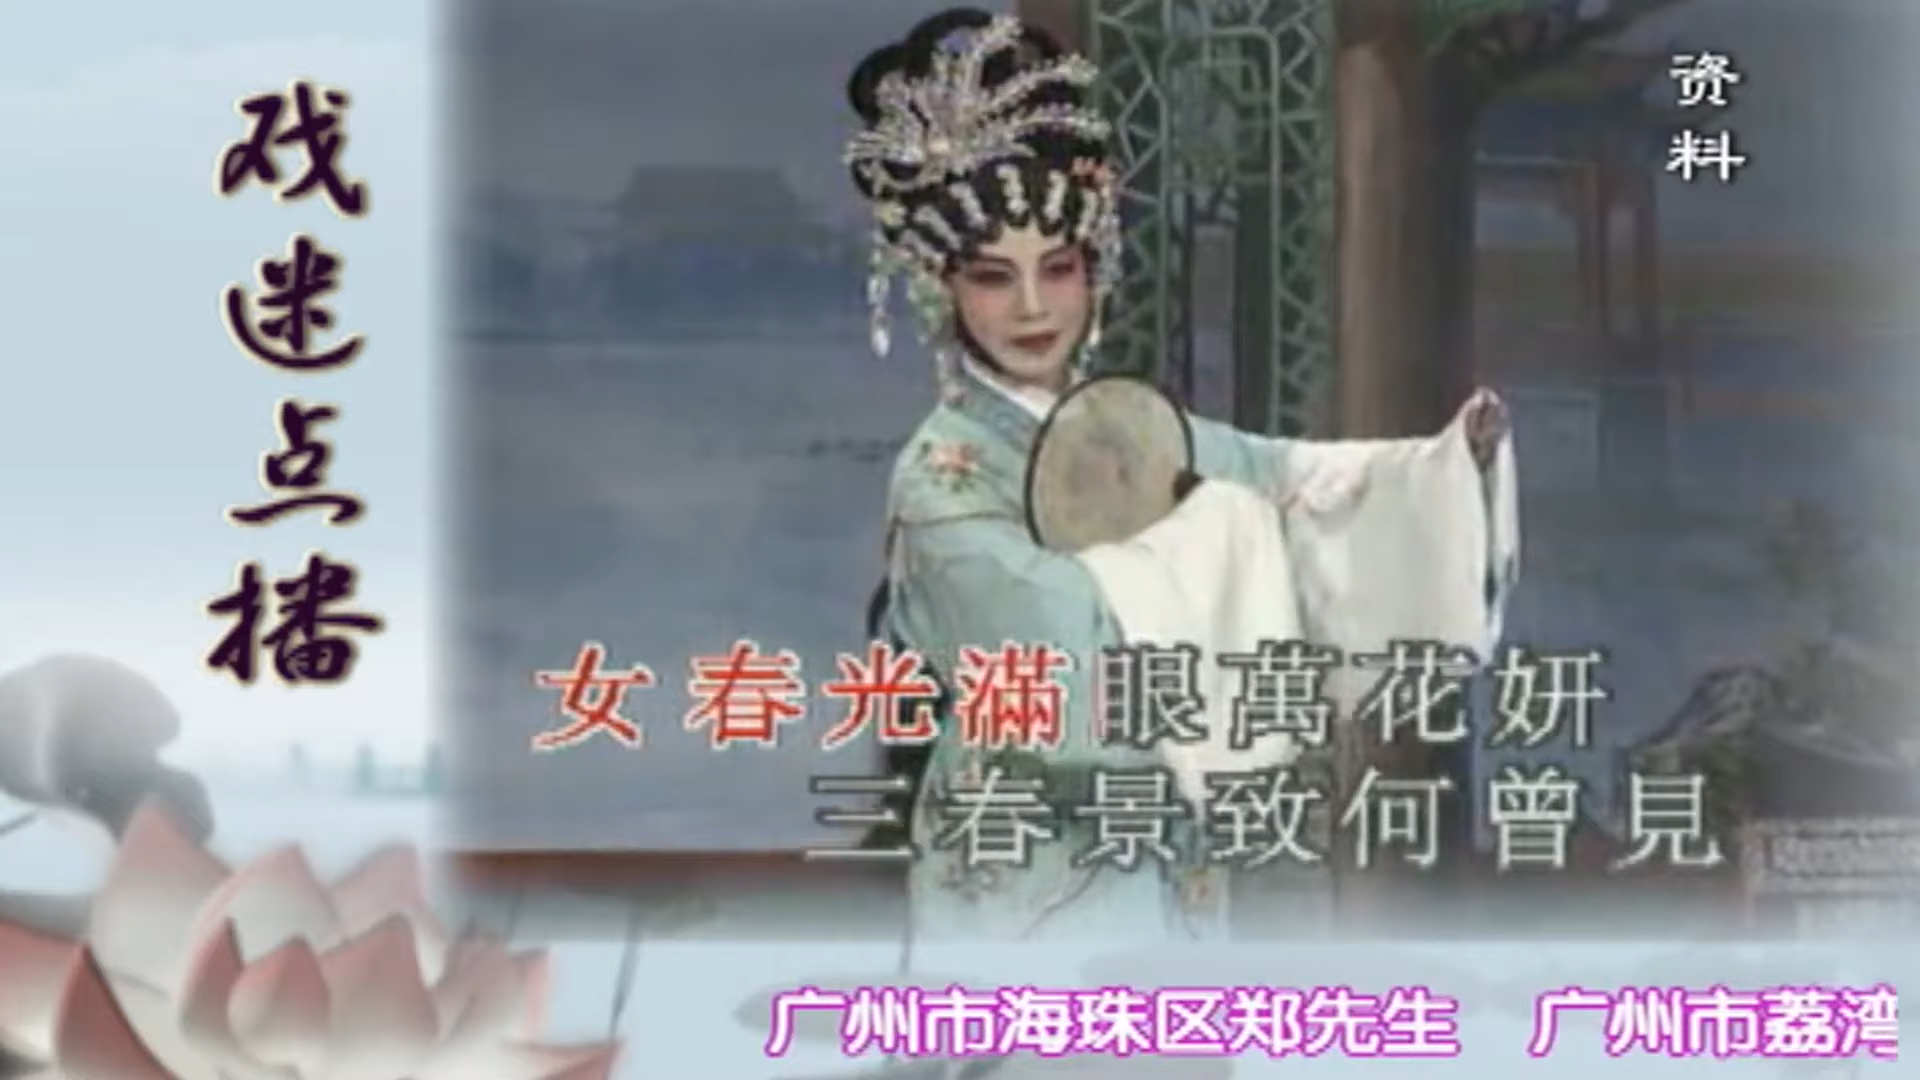 戏迷点播
资料
女春光滿眼萬花妍
三春景致何曾見
广州市海珠区郑先生 广州市荔湾